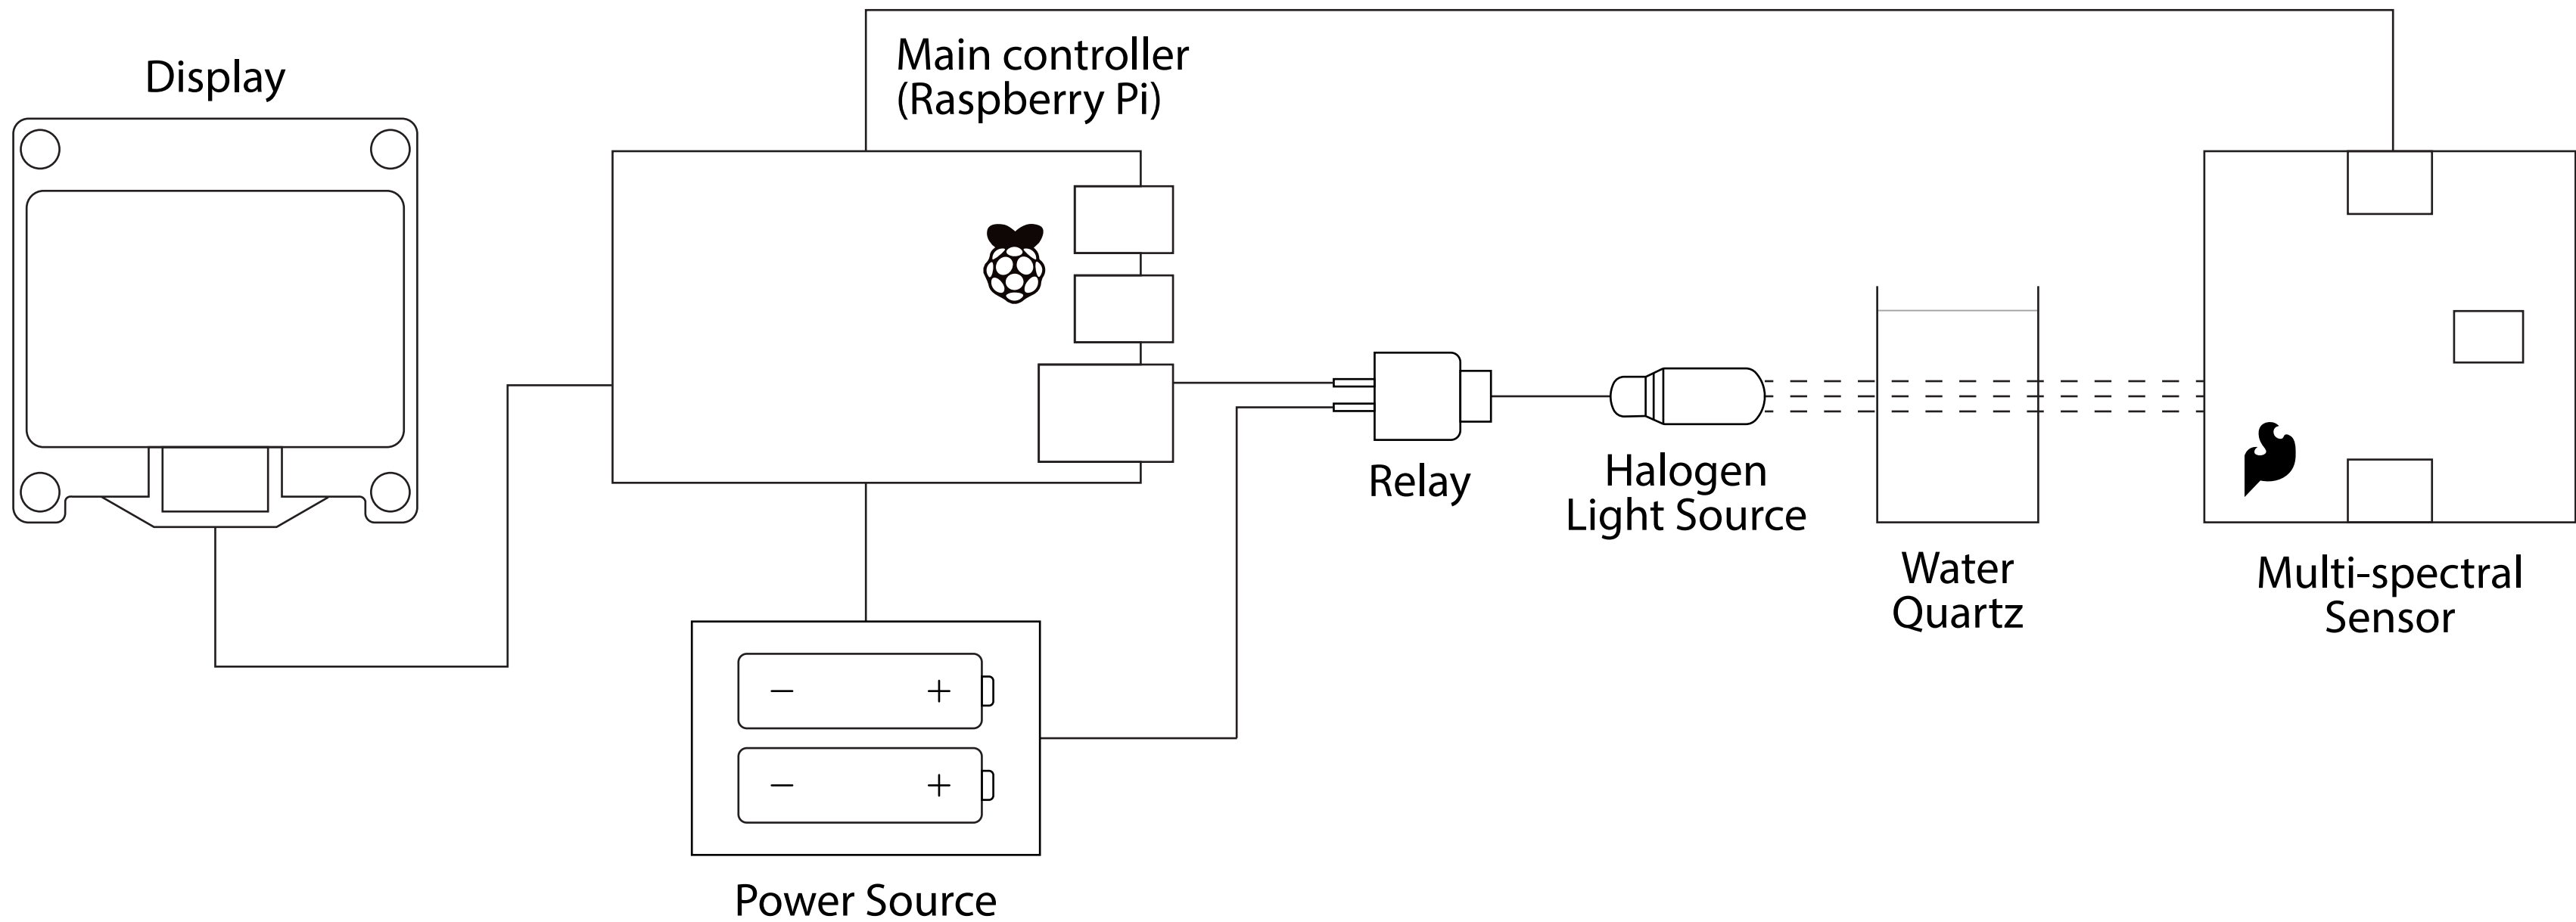 Display
Main controller
(Raspberry Pi)
Relay
Halogen
Light Source
Water
Quartz
Multi-spectral
Sensor
− +
− +
Power Source